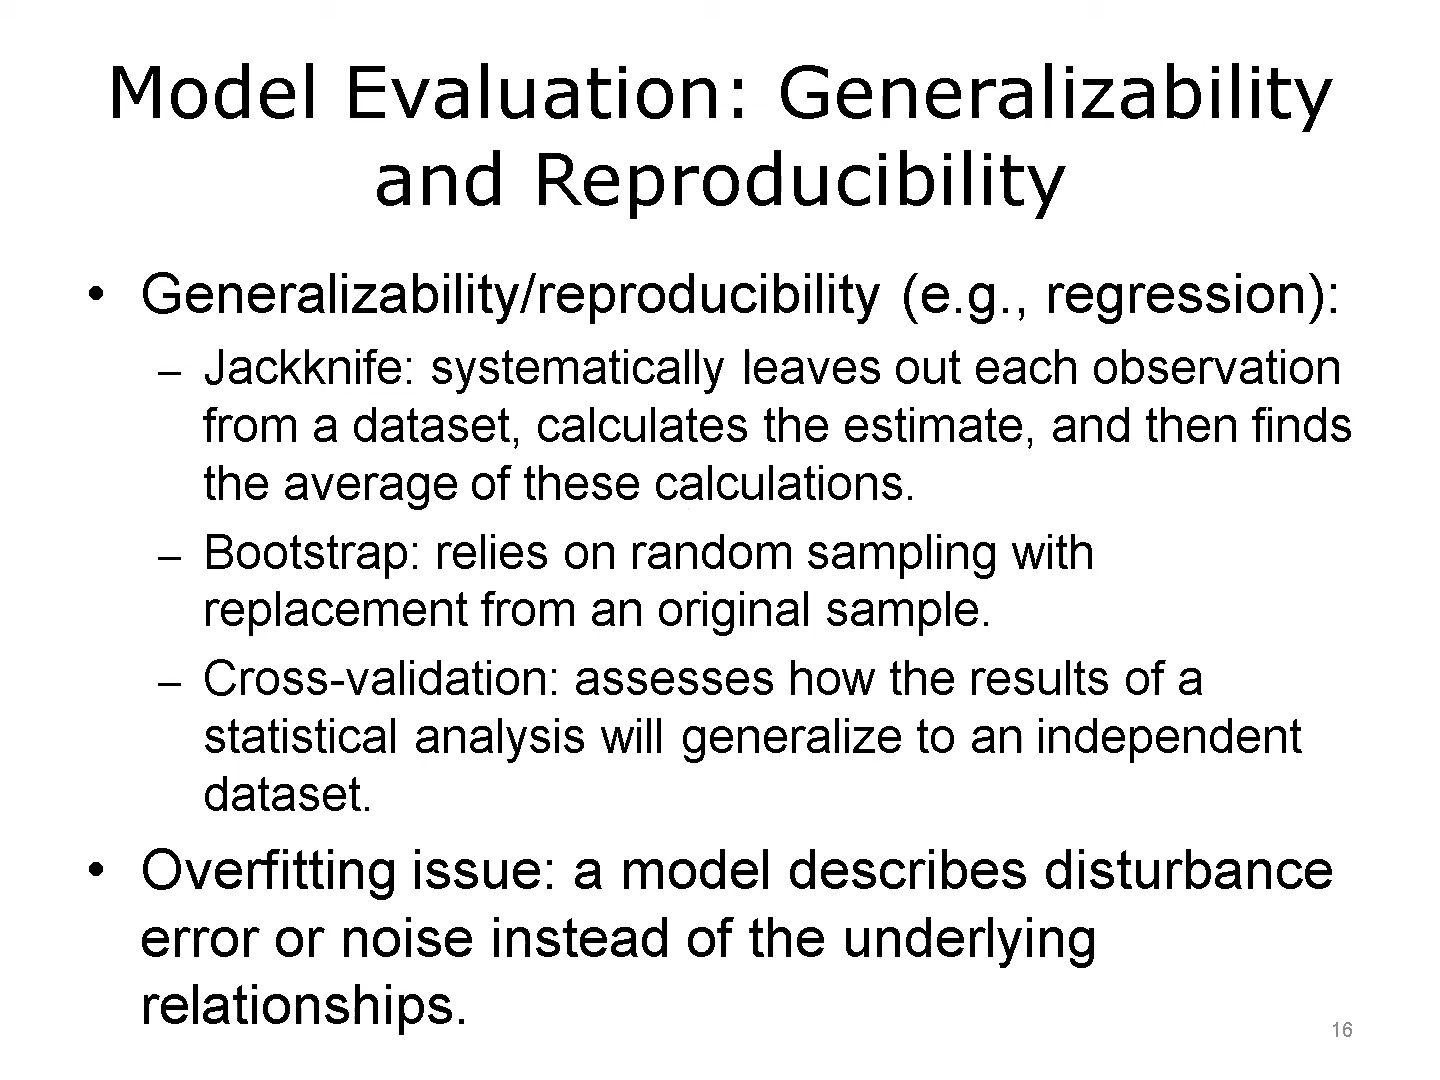 Model Evaluation: Generalizability
and Reproducibility
• Generalizability/reproducibility (e.g., regression):
– Jackknife: systematically leaves out each observation
from a dataset, calculates the estimate, and then finds
the average of these calculations.
– Bootstrap: relies on random sampling with
replacement from an original sample.
– Cross-validation: assesses how the results of a
statistical analysis will generalize to an independent
dataset.
• Overfitting issue: a model describes disturbance
error or noise instead of the underlying
relationships.
16